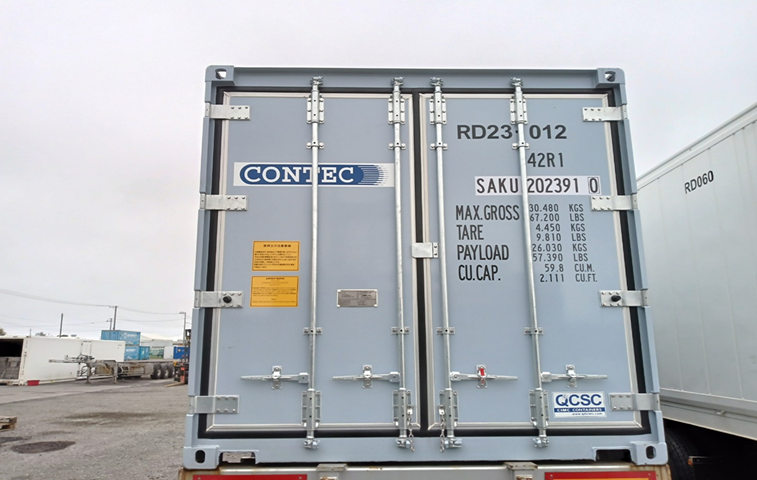 RD231012
42R1
SAKU 202391 0
MAX.GROSS 30.480 KGS
67.200 LBS
TARE 4.450 KGS
9.810 LBS
PAYLOAD 26.030 KGS
57.390 LBS
CU.CAP. 59.8 CU.M.
2.111 CU.FT.
CONTEC
RD060
QCSC
CIMC CONTAINERS